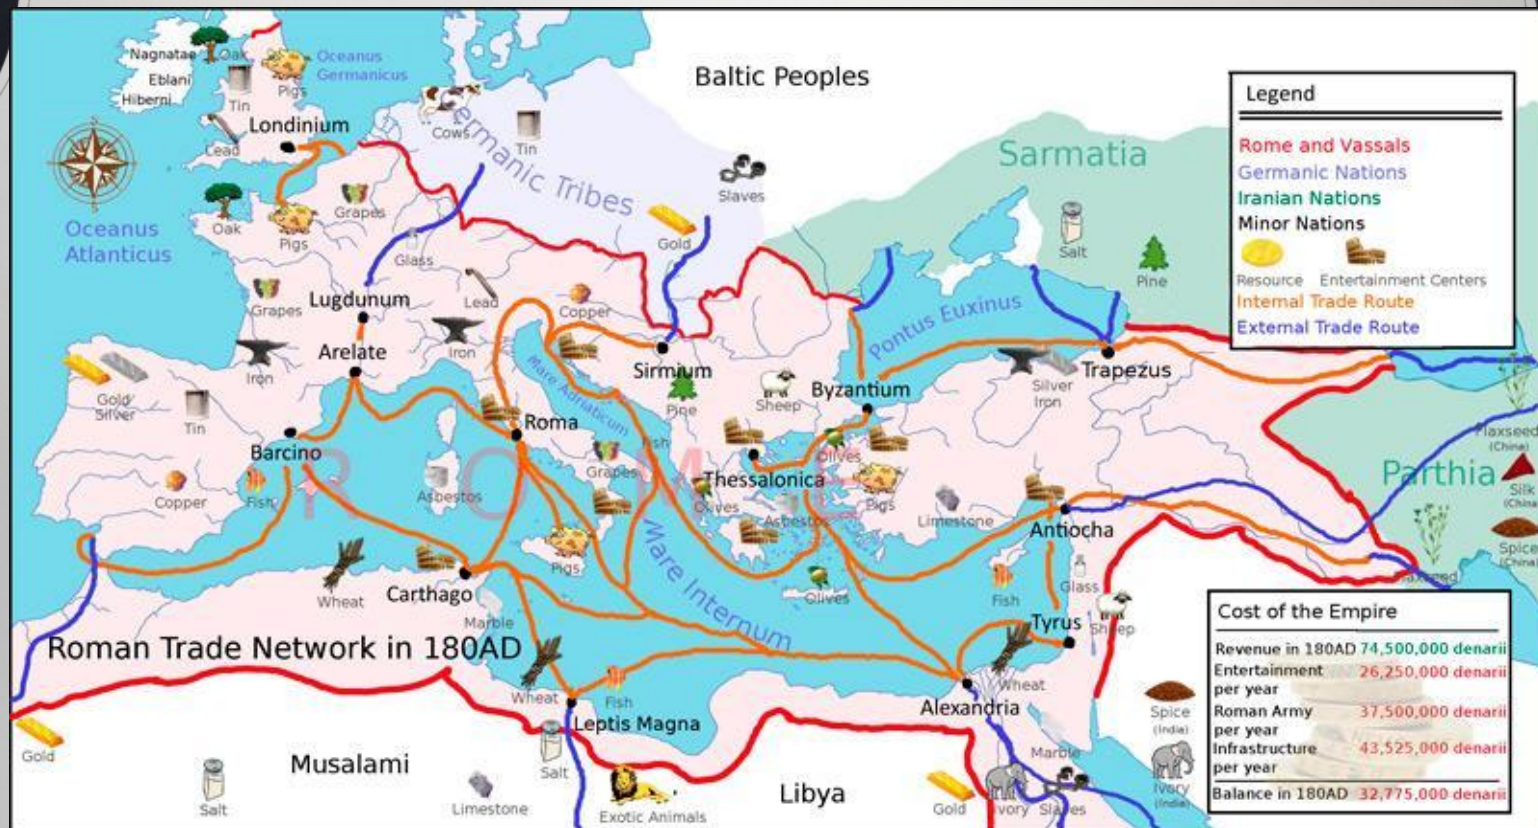 Nagnatae
Oak
Oceanus
Germanicus
Eblani
Hiberni
Tin
Pigs
Baltic Peoples
Londinium
Lead
Cows
Germanic Tribes
Tin
Slaves
Sarmatia
Oceanus
Atlanticus
Oak
Pigs
Grapes
Glass
Gold
Salt
Pine
Grapes
Lugdunum
Lead
Copper
Pontus Euxinus
Iron
Arelate
Iron
Mare Adriaticum
Sirmium
Pine
Sheep
Byzantium
Silver
Iron
Trapezus
Gold
Silver
Tin
Barcino
Roma
Fish
Grapes
Thessalonica
Olives
Flaxseed
(China)
Parthia
Silk
(China)
Spice
(China)
Copper
Fish
ROME
Asbestos
Olives
Asbestos
Pigs
Limestone
Antiocha
Wheat
Carthago
Pigs
Mare Internum
Olives
Fish
Glass
Marble
Tyrus
Sheep
Roman Trade Network in 180AD
Wheat
Fish
Leptis Magna
Alexandria
Wheat
Spice
(India)
Marble
Ivory
(India)
Gold
Musalami
Salt
Salt
Limestone
Exotic Animals
Libya
Gold
Ivory
Slaves
Legend
Rome and Vassals
Germanic Nations
Iranian Nations
Minor Nations
Resource Entertainment Centers
Internal Trade Route
External Trade Route
Cost of the Empire
Revenue in 180AD 74,500,000 denarii
Entertainment 26,250,000 denarii
per year
Roman Army 37,500,000 denarii
per year
Infrastructure 43,525,000 denarii
per year
Balance in 180AD 32,775,000 denarii